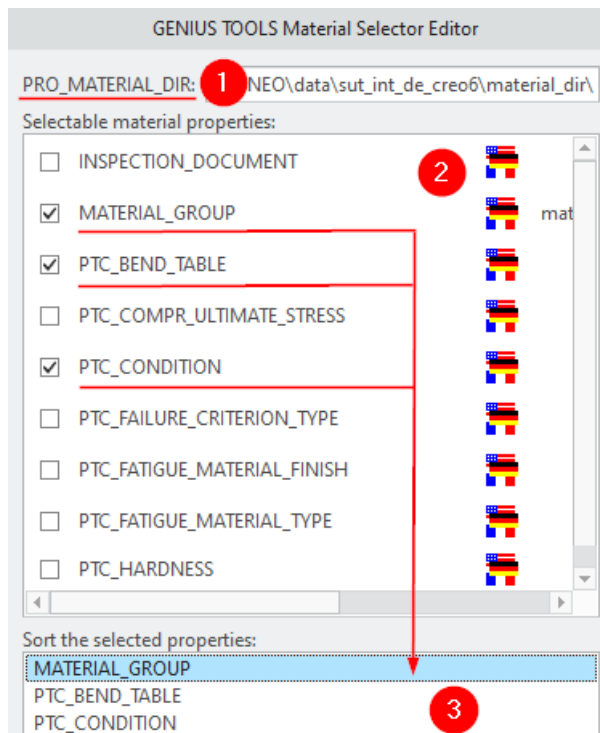 GENIUS TOOLS Material Selector Editor
PRO_MATERIAL_DIR: 1 NEO\data\sut_int_de_creo6\material_dir\
Selectable material properties:
INSPECTION_DOCUMENT
2
MATERIAL_GROUP mat
PTC_BEND_TABLE
PTC_COMPR_ULTIMATE_STRESS
PTC_CONDITION
PTC_FAILURE_CRITERION_TYPE
PTC_FATIGUE_MATERIAL_FINISH
PTC_FATIGUE_MATERIAL_TYPE
PTC_HARDNESS
Sort the selected properties:
MATERIAL_GROUP
PTC_BEND_TABLE
3
PTC_CONDITION